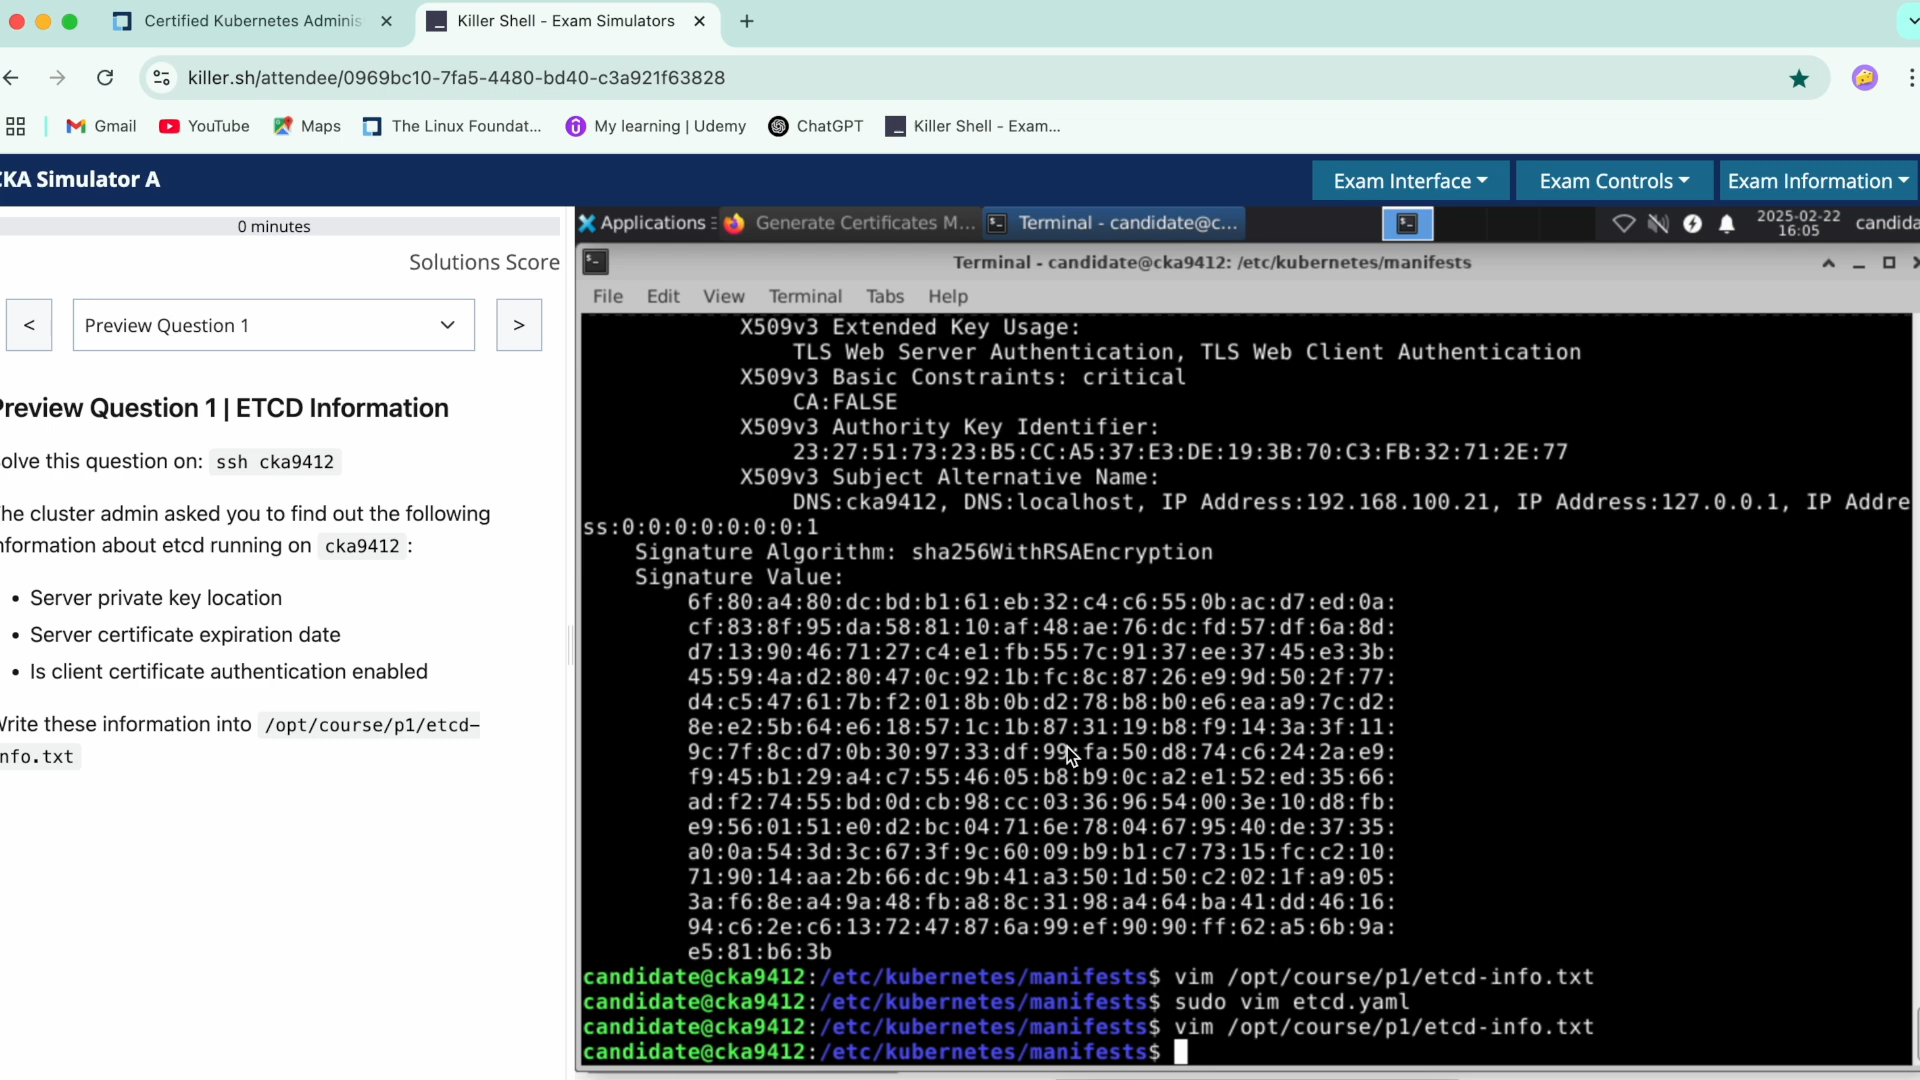 Certified Kubernetes Adminis
Killer Shell - Exam Simulators
killer.sh/attendee/0969bc10-7fa5-4480-bd40-c3a921f63828
Gmail
YouTube
Maps
The Linux Foundat...
My learning | Udemy
ChatGPT
Killer Shell - Exam...
CKA Simulator A
Exam Interface
Exam Controls
Exam Information
0 minutes
Solutions Score
< Preview Question 1 >
Preview Question 1 | ETCD Information
olve this question on: ssh cka9412
he cluster admin asked you to find out the following
nformation about etcd running on cka9412 :
• Server private key location
• Server certificate expiration date
• Is client certificate authentication enabled
Write these information into /opt/course/p1/etcd-
nfo.txt
Applications
Generate Certificates M...
Terminal - candidate@c...
2025-02-22
16:05
candida
Terminal - candidate@cka9412: /etc/kubernetes/manifests
File Edit View Terminal Tabs Help
X509v3 Extended Key Usage:
TLS Web Server Authentication, TLS Web Client Authentication
X509v3 Basic Constraints: critical
CA:FALSE
X509v3 Authority Key Identifier:
23:27:51:73:23:B5:CC:A5:37:E3:DE:19:3B:70:C3:FB:32:71:2E:77
X509v3 Subject Alternative Name:
DNS:cka9412, DNS:localhost, IP Address:192.168.100.21, IP Address:127.0.0.1, IP Addre
ss:0:0:0:0:0:0:0:1
Signature Algorithm: sha256WithRSAEncryption
Signature Value:
6f:80:a4:80:dc:bd:b1:61:eb:32:c4:c6:55:0b:ac:d7:ed:0a:
cf:83:8f:95:da:58:81:10:af:48:ae:76:dc:fd:57:df:6a:8d:
d7:13:90:46:71:27:c4:e1:fb:55:7c:91:37:ee:37:45:e3:3b:
45:59:4a:d2:80:47:0c:92:1b:fc:8c:87:26:e9:9d:50:2f:77:
d4:c5:47:61:7b:f2:01:8b:0b:d2:78:b8:b0:e6:ea:a9:7c:d2:
8e:e2:5b:64:e6:18:57:1c:1b:87:31:19:b8:f9:14:3a:3f:11:
9c:7f:8c:d7:0b:30:97:33:df:99:fa:50:d8:74:c6:24:2a:e9:
f9:45:b1:29:a4:c7:55:46:05:b8:b9:0c:a2:e1:52:ed:35:66:
ad:f2:74:55:bd:0d:cb:98:cc:03:36:96:54:00:3e:10:d8:fb:
e9:56:01:51:e0:d2:bc:04:71:6e:78:04:67:95:40:de:37:35:
a0:0a:54:3d:3c:67:3f:9c:60:09:b9:b1:c7:73:15:fc:c2:10:
71:90:14:aa:2b:66:dc:9b:41:a3:50:1d:50:c2:02:1f:a9:05:
3a:f6:8e:a4:9a:48:fb:a8:8c:31:98:a4:64:ba:41:dd:46:16:
94:c6:2e:c6:13:72:47:87:6a:99:ef:90:90:ff:62:a5:6b:9a:
e5:81:b6:3b
candidate@cka9412:/etc/kubernetes/manifests$ vim /opt/course/p1/etcd-info.txt
candidate@cka9412:/etc/kubernetes/manifests$ sudo vim etcd.yaml
candidate@cka9412:/etc/kubernetes/manifests$ vim /opt/course/p1/etcd-info.txt
candidate@cka9412:/etc/kubernetes/manifests$